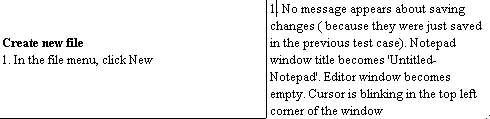 Create new file
1. In the file menu, click New
1. No message appears about saving
changes ( because they were just saved
in the previous test case). Notepad
window title becomes 'Untitled-
Notepad'. Editor window becomes
empty. Cursor is blinking in the top left
corner of the window